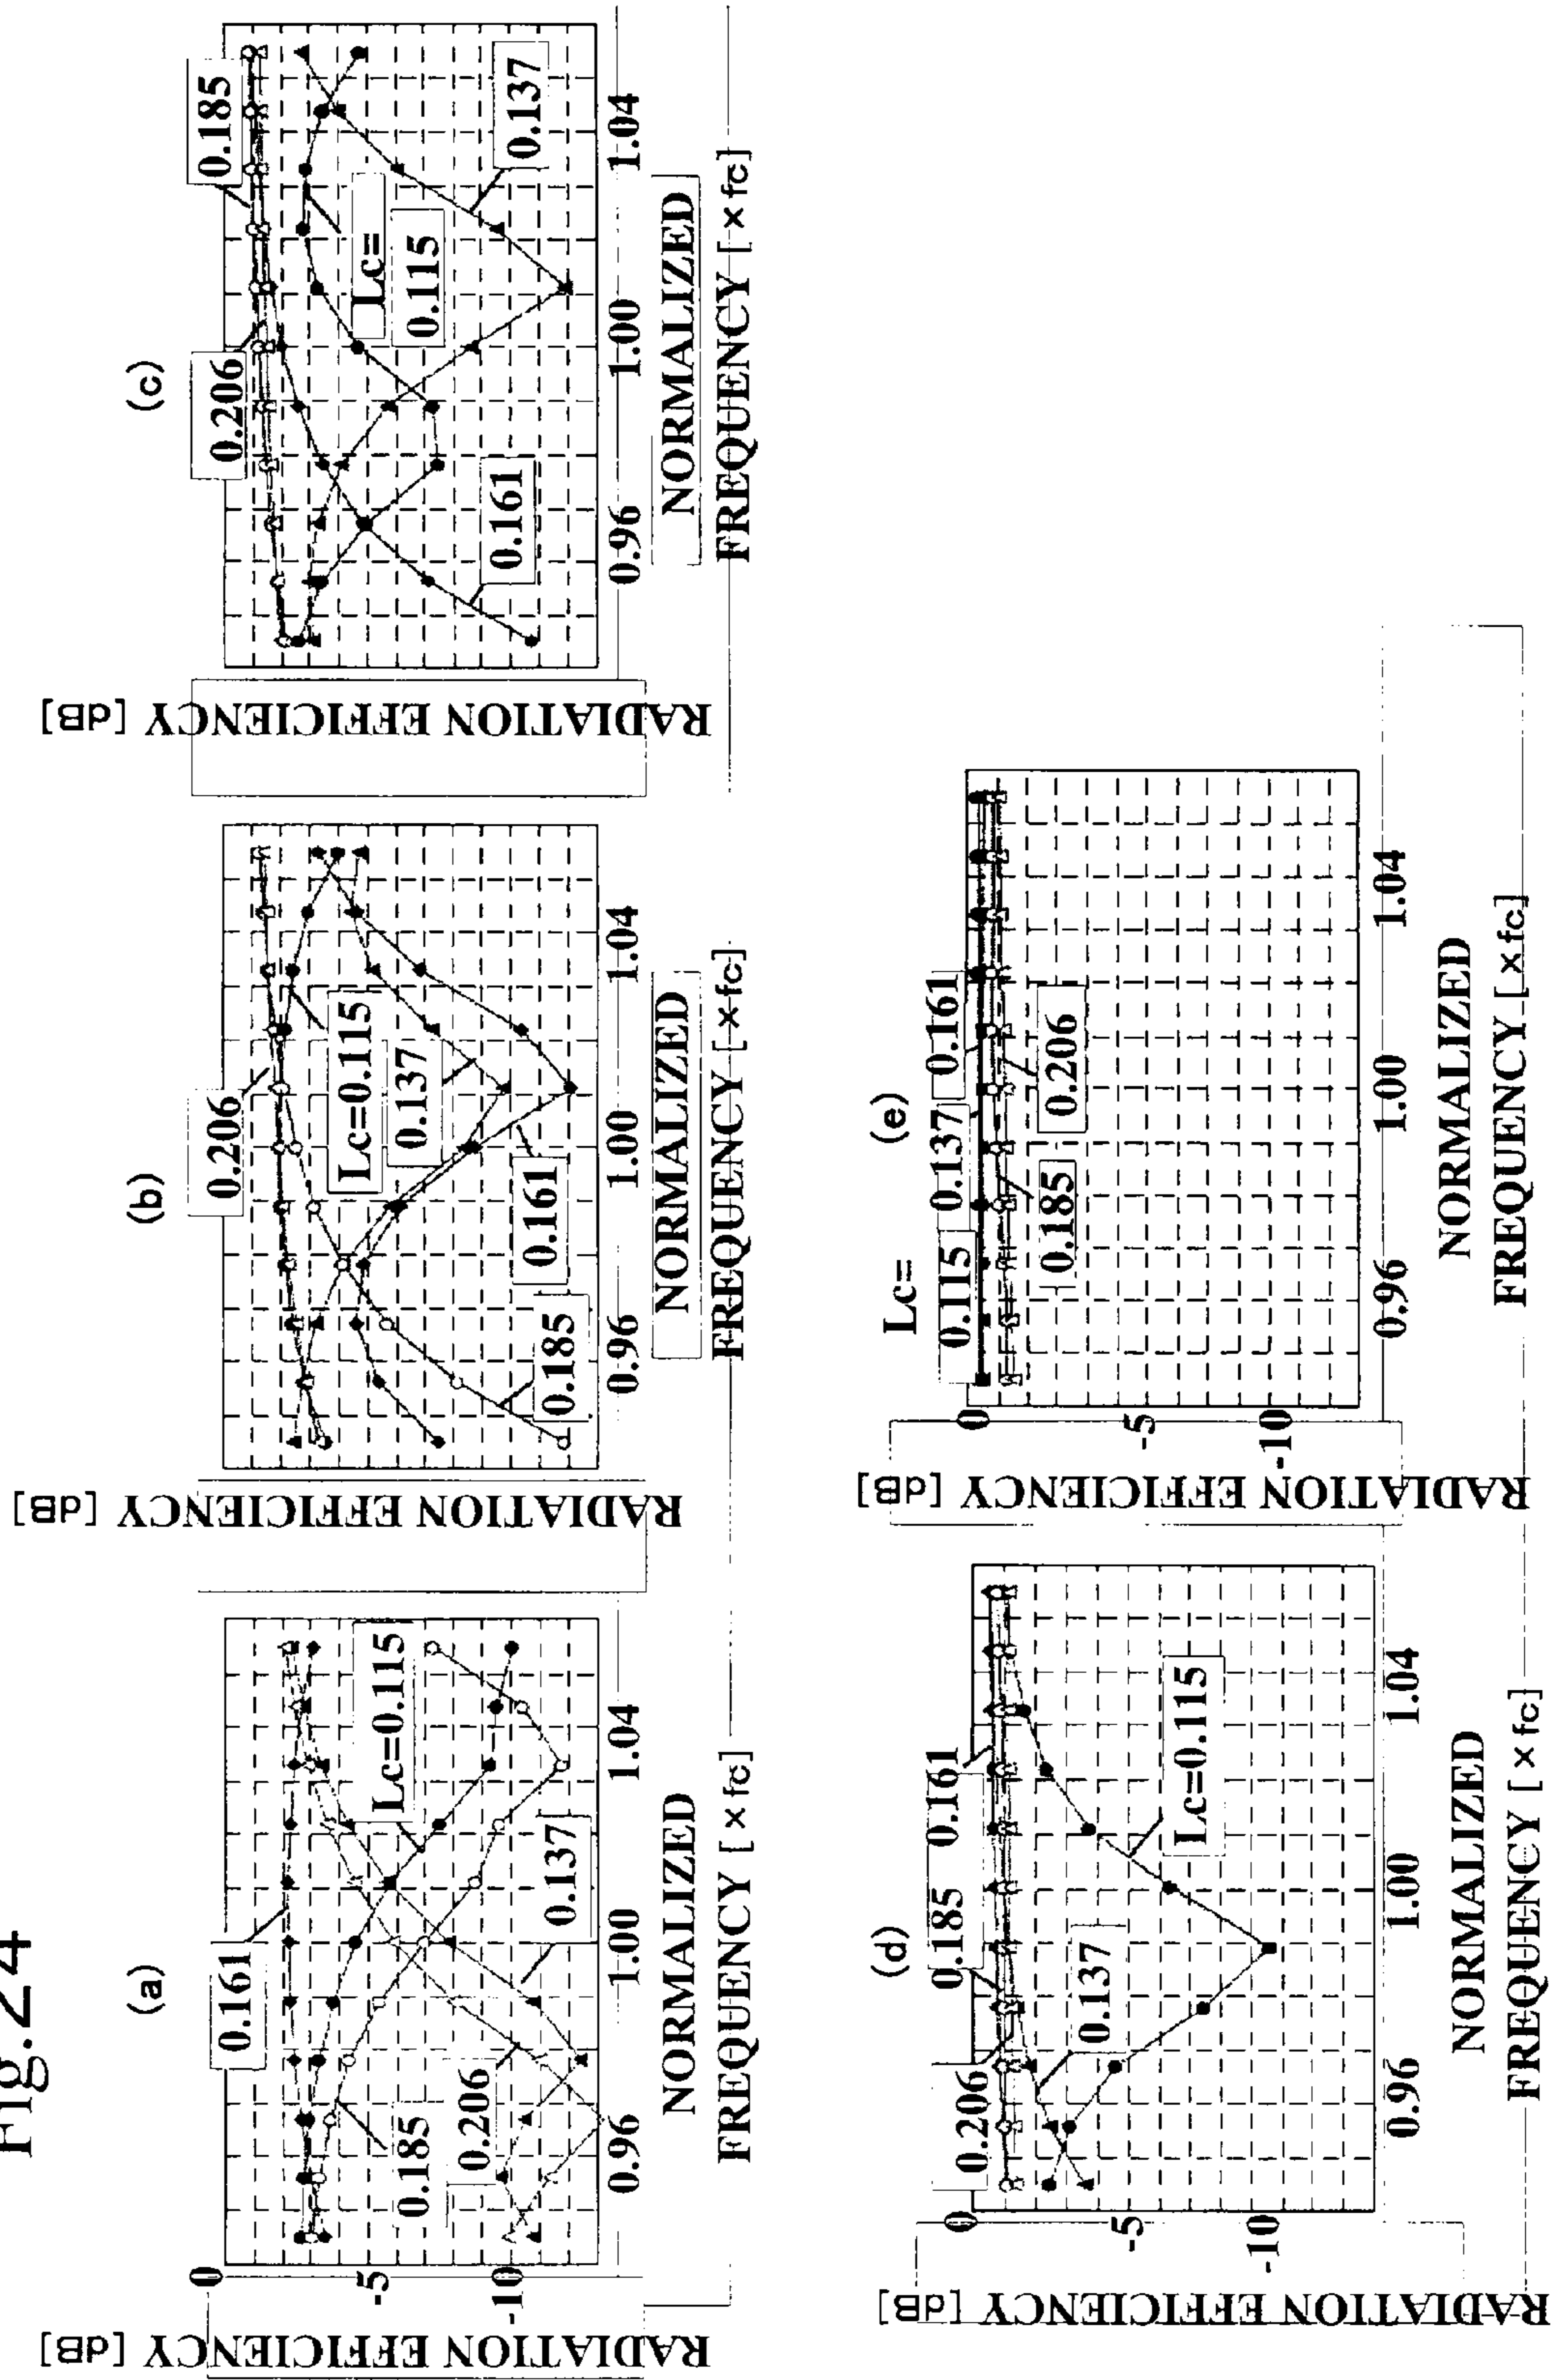 Fig.24
(a)
RADIATION EFFICIENCY [dB]
0
-5
-10
0.161
Lc=0.115
0.185
0.206
0.137
0.96
1.00
1.04
NORMALIZED
FREQUENCY [×fc]
(b)
RADIATION EFFICIENCY [dB]
0.206
Lc=0.115
0.137
0.161
0.185
0.96
1.00
1.04
NORMALIZED
FREQUENCY [×fc]
(c)
RADIATION EFFICIENCY [dB]
0.206
0.185
Lc=
0.115
0.161
0.137
0.96
1.00
1.04
NORMALIZED
FREQUENCY [×fc]
(d)
RADIATION EFFICIENCY [dB]
0
-5
-10
0.206
0.185
0.161
0.137
Lc=0.115
0.96
1.00
1.04
NORMALIZED
FREQUENCY [×fc]
(e)
RADIATION EFFICIENCY [dB]
0
-5
-10
Lc=
0.115
0.137
0.161
0.185
0.206
0.96
1.00
1.04
NORMALIZED
FREQUENCY [×fc]